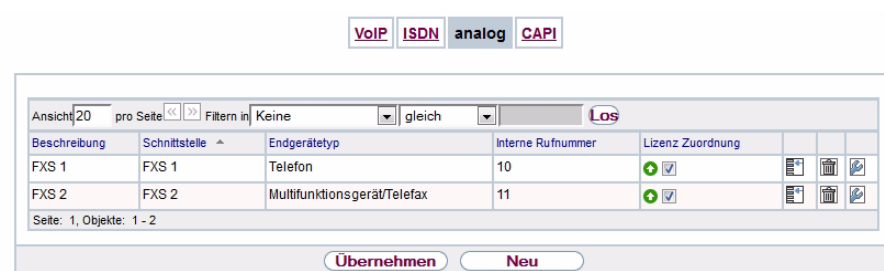 VoIP ISDN analog CAPI
Ansicht 20 pro Seite << >> Filtern in Keine gleich Los
Beschreibung Schnittstelle Endgerätetyp Interne Rufnummer Lizenz Zuordnung
FXS 1 FXS 1 Telefon 10
FXS 2 FXS 2 Multifunktionsgerät/Telefax 11
Seite: 1, Objekte: 1 - 2
Übernehmen Neu